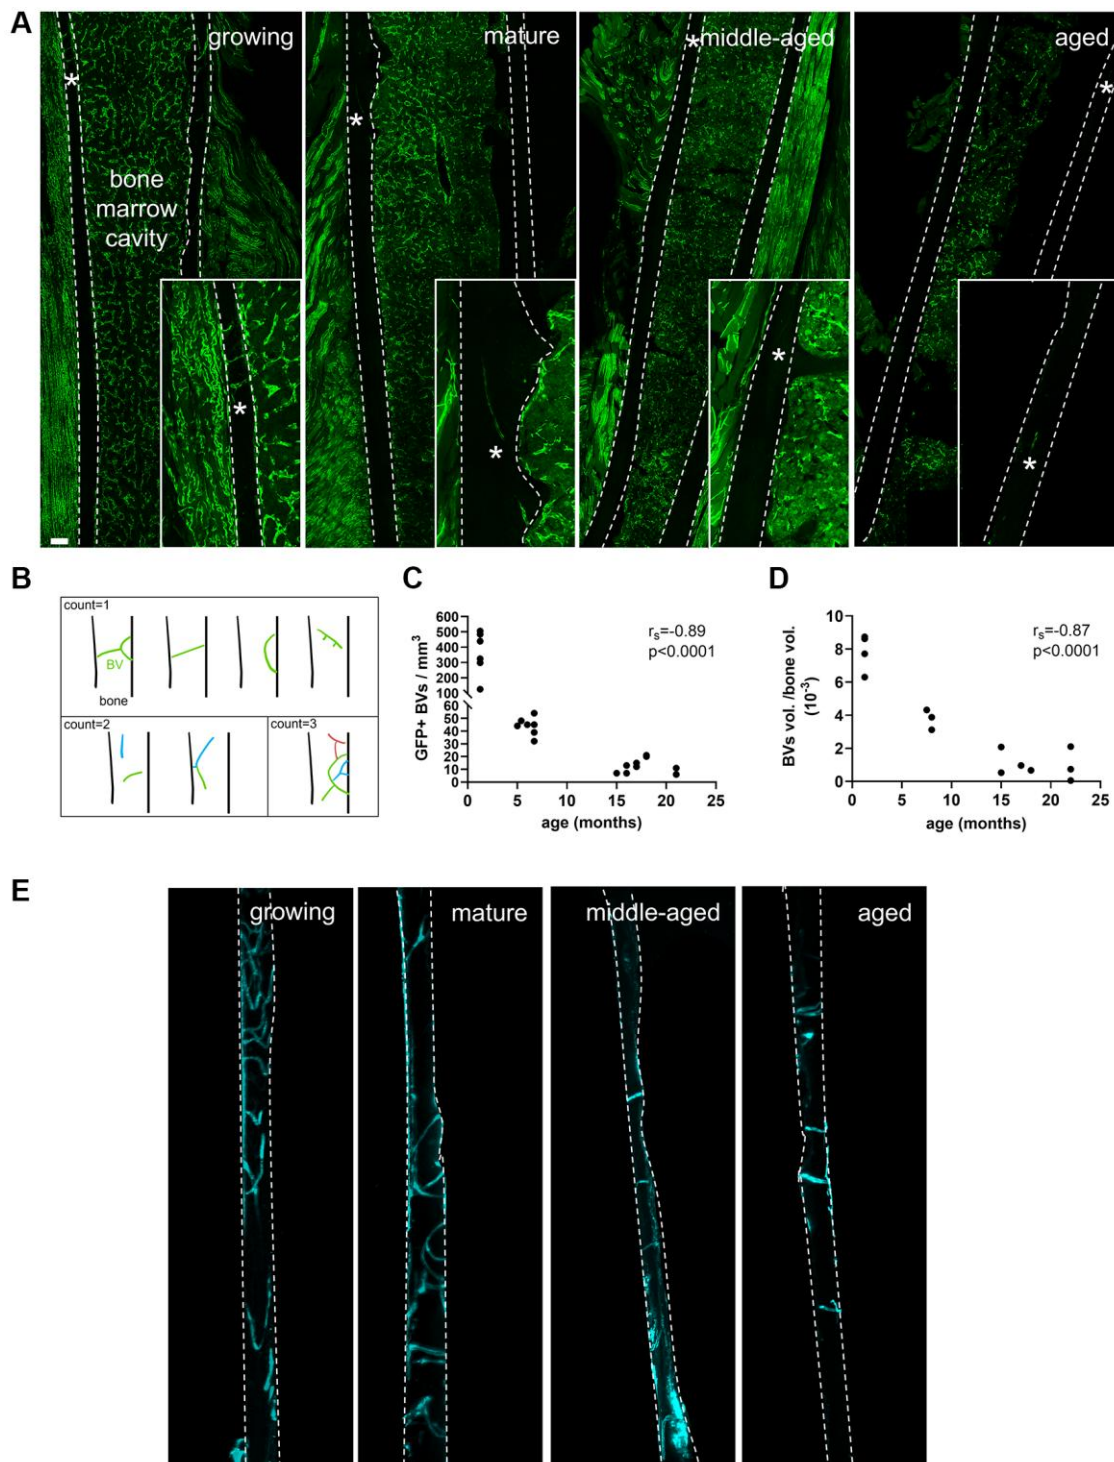 A
growing
mature
middle-aged
aged
*
*
*
*
bone
marrow
cavity
*
*
*
*
B
count=1
BV
bone
count=2
count=3
C
GFP+ BVs / mm³
600
500
400
300
200
100
60
50
40
30
20
10
0
0
5
10
15
20
25
age (months)
rs=-0.89
p<0.0001
D
BVs vol. /bone vol.
(10⁻³)
10
8
6
4
2
0
0
5
10
15
20
25
age (months)
rs=-0.87
p<0.0001
E
growing
mature
middle-aged
aged